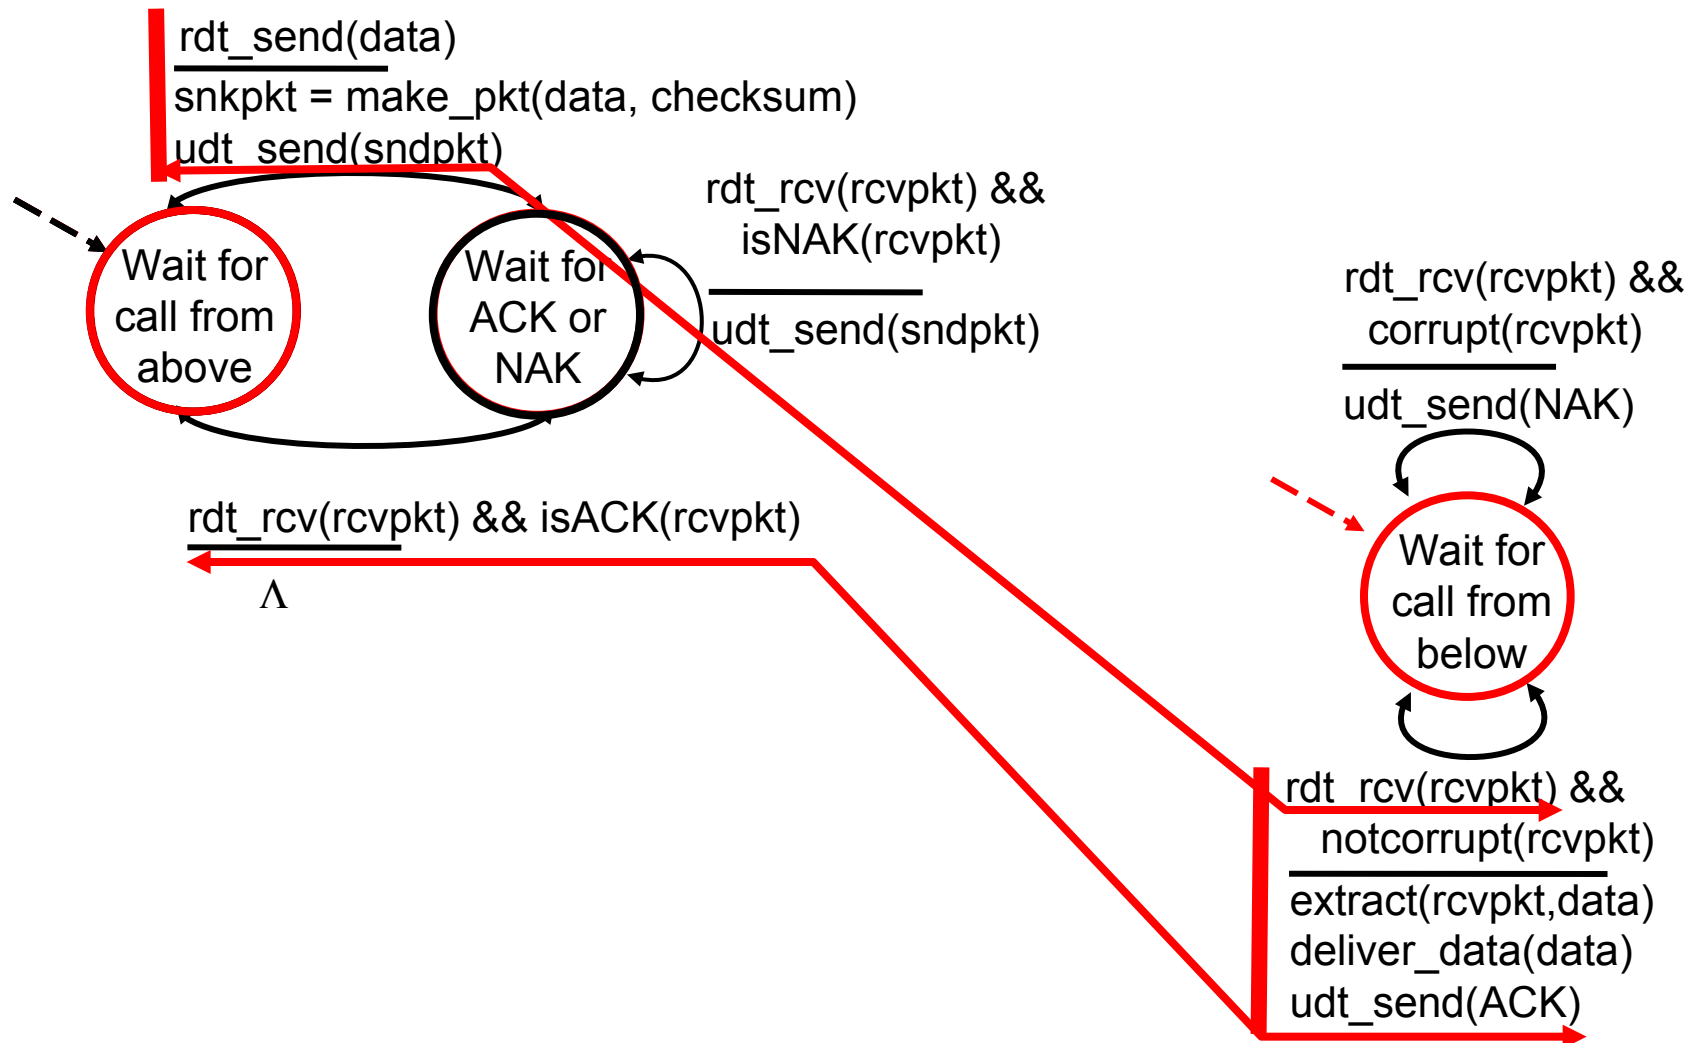 rdt_send(data)
snkpkt = make_pkt(data, checksum)
udt_send(sndpkt)
rdt_rcv(rcvpkt) &&
isNAK(rcvpkt)
udt_send(sndpkt)
Wait for
call from
above
Wait for
ACK or
NAK
rdt_rcv(rcvpkt) && isACK(rcvpkt)
Λ
rdt_rcv(rcvpkt) &&
corrupt(rcvpkt)
udt_send(NAK)
Wait for
call from
below
rdt_rcv(rcvpkt) &&
notcorrupt(rcvpkt)
extract(rcvpkt,data)
deliver_data(data)
udt_send(ACK)